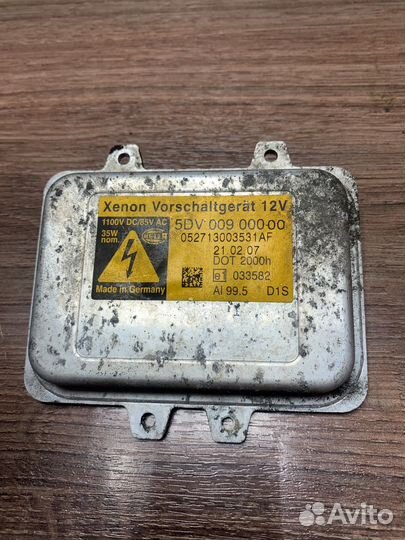 Xenon Vorschaltgerät 12V
1100V DC/85V AC
35W
nom.
HELLA
5DV 009 000-00
052713003531AF
21.02.07
DOT 2000h
e1 033582
Made in Germany
Al 99.5 D1S
Avito